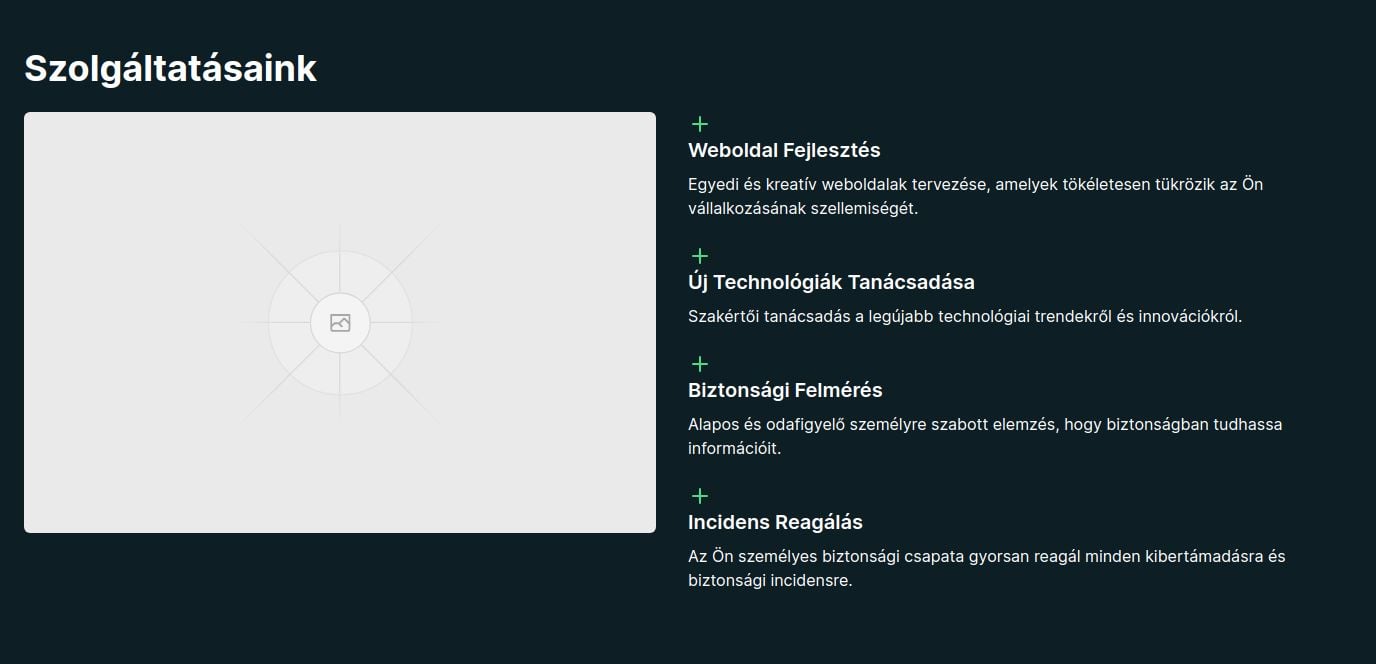 Szolgáltatásaink
Weboldal Fejlesztés
Egyedi és kreatív weboldalak tervezése, amelyek tökéletesen tükrözik az Ön
vállalkozásának szellemiségét.
Új Technológiák Tanácsadása
Szakértői tanácsadás a legújabb technológiai trendekről és innovációkról.
Biztonsági Felmérés
Alapos és odafigyelő személyre szabott elemzés, hogy biztonságban tudhassa
információit.
Incidens Reagálás
Az Ön személyes biztonsági csapata gyorsan reagál minden kibertámadásra és
biztonsági incidensre.